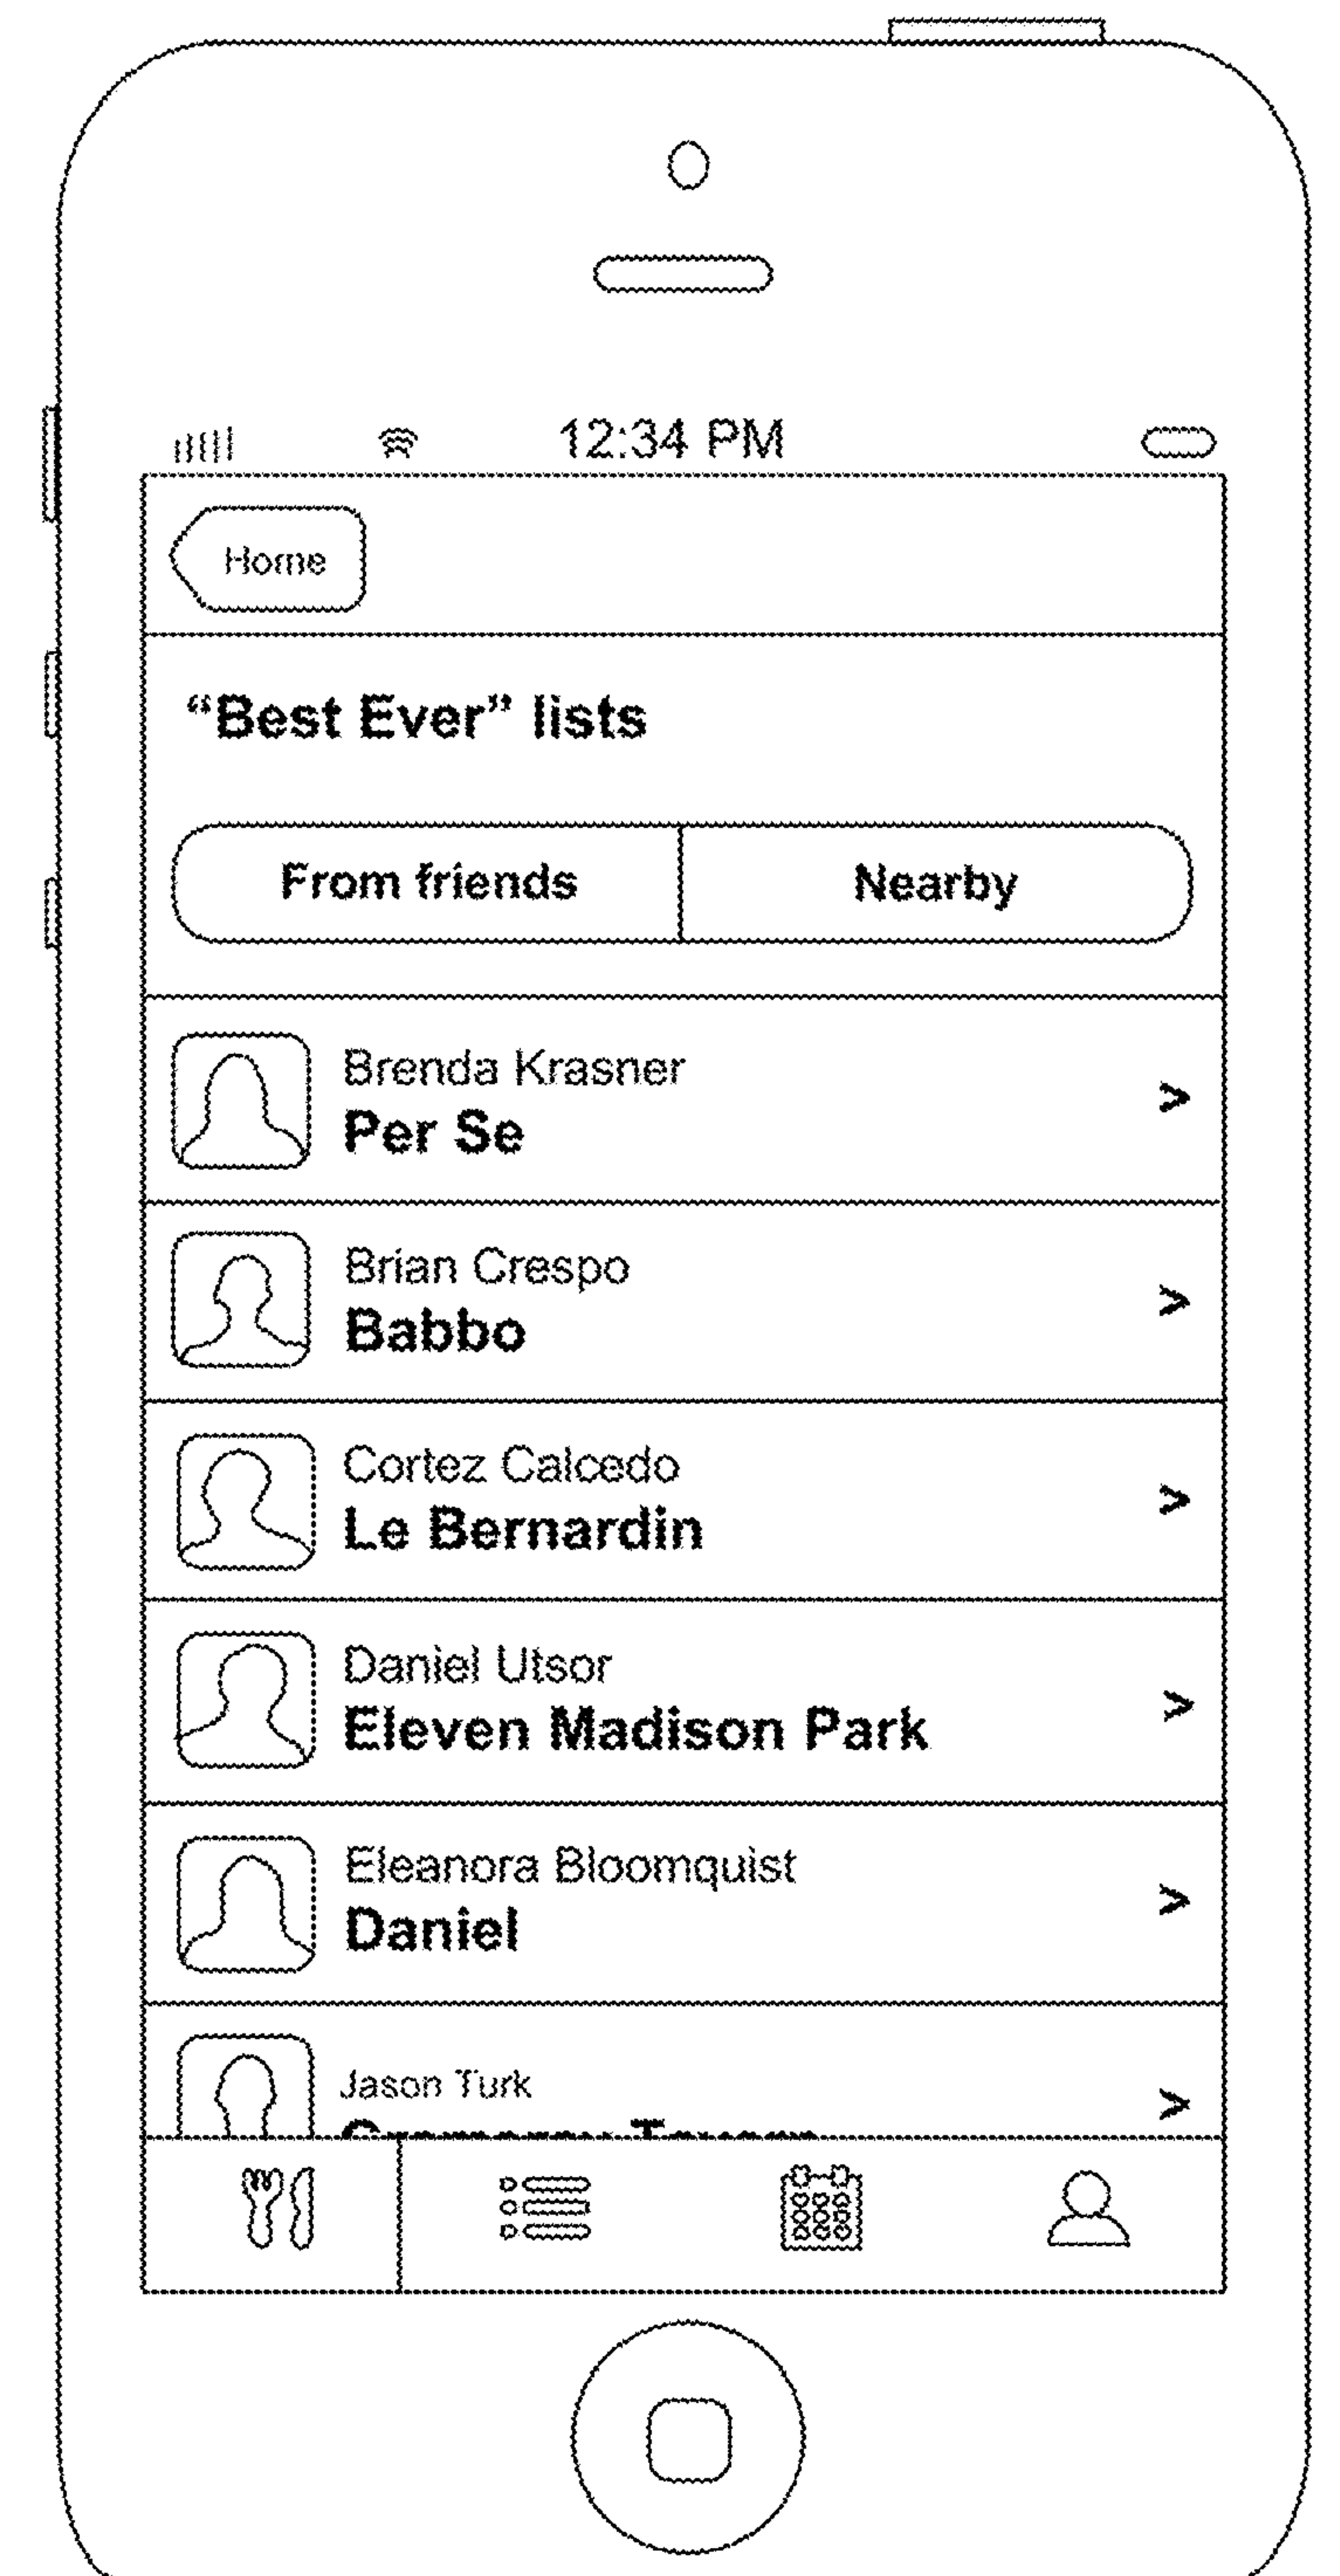 12:34 PM
Home
“Best Ever” lists
From friends
Nearby
Brenda Krasner
Per Se
>
Brian Crespo
Babbo
>
Cortez Calcedo
Le Bernardin
>
Daniel Utsor
Eleven Madison Park
>
Eleanora Bloomquist
Daniel
>
Jason Turk
>